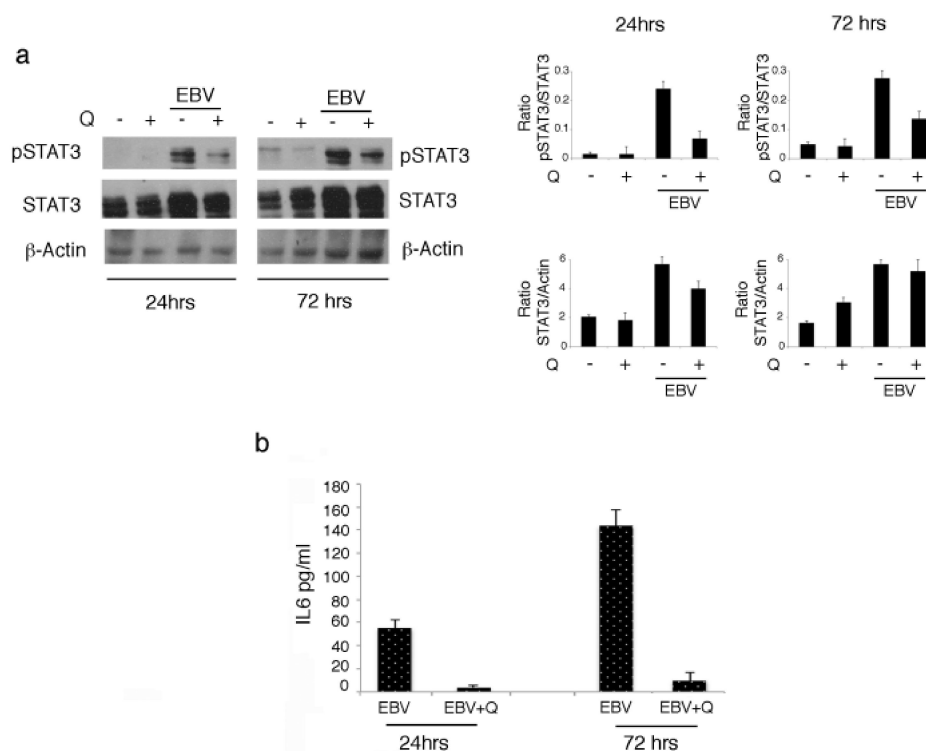 a
EBV
Q - + - + - + - +
EBV
pSTAT3
pSTAT3
STAT3
STAT3
β-Actin
β-Actin
24hrs
72 hrs
24hrs
72 hrs
Ratio
pSTAT3/STAT3
0.3
0.2
0.1
0
Q - + - +
EBV
Ratio
pSTAT3/STAT3
0.3
0.2
0.1
0
Q - + - +
EBV
Ratio
STAT3/Actin
6
4
2
0
Q - + - +
EBV
Ratio
STAT3/Actin
6
4
2
0
Q - + - +
EBV
b
IL6 pg/ml
180
160
140
120
100
80
60
40
20
0
EBV EBV+Q EBV EBV+Q
24hrs 72 hrs